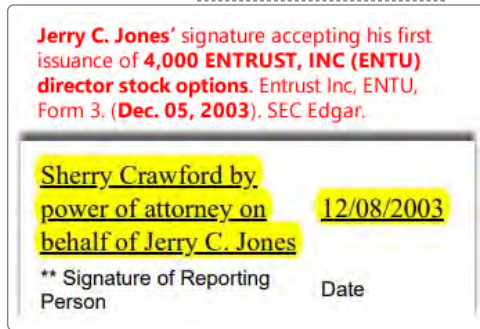 Jerry C. Jones' signature accepting his first
issuance of 4,000 ENTRUST, INC (ENTU)
director stock options. Entrust Inc, ENTU,
Form 3. (Dec. 05, 2003). SEC Edgar.
Sherry Crawford by
power of attorney on
behalf of Jerry C. Jones
12/08/2003
** Signature of Reporting
Person
Date